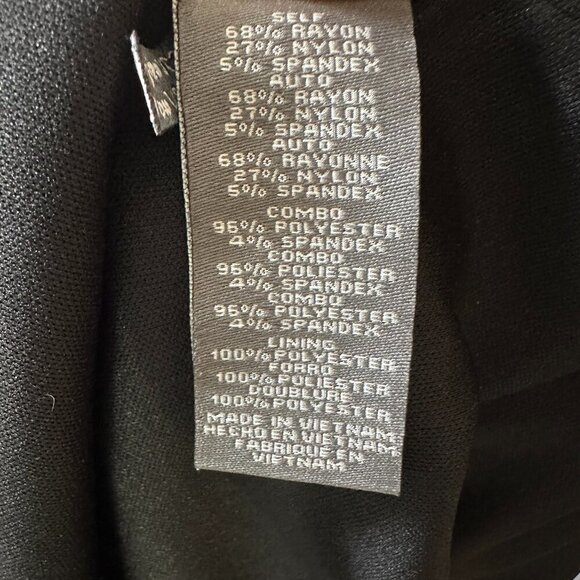 SELF
68% RAYON
27% NYLON
5% SPANDEX
AUTO
68% RAYON
27% NYLON
5% SPANDEX
AUTO
68% RAYONNE
27% NYLON
5% SPANDEX
COMBO
96% POLYESTER
4% SPANDEX
COMBO
96% POLIESTER
4% SPANDEX
COMBO
96% POLYESTER
4% SPANDEX
LINING
100% POLYESTER
FORRO
100% POLIESTER
DOUBLURE
100% POLYESTER
MADE IN VIETNAM
HECHO EN VIETNAM
FABRIQUE EN
VIETNAM